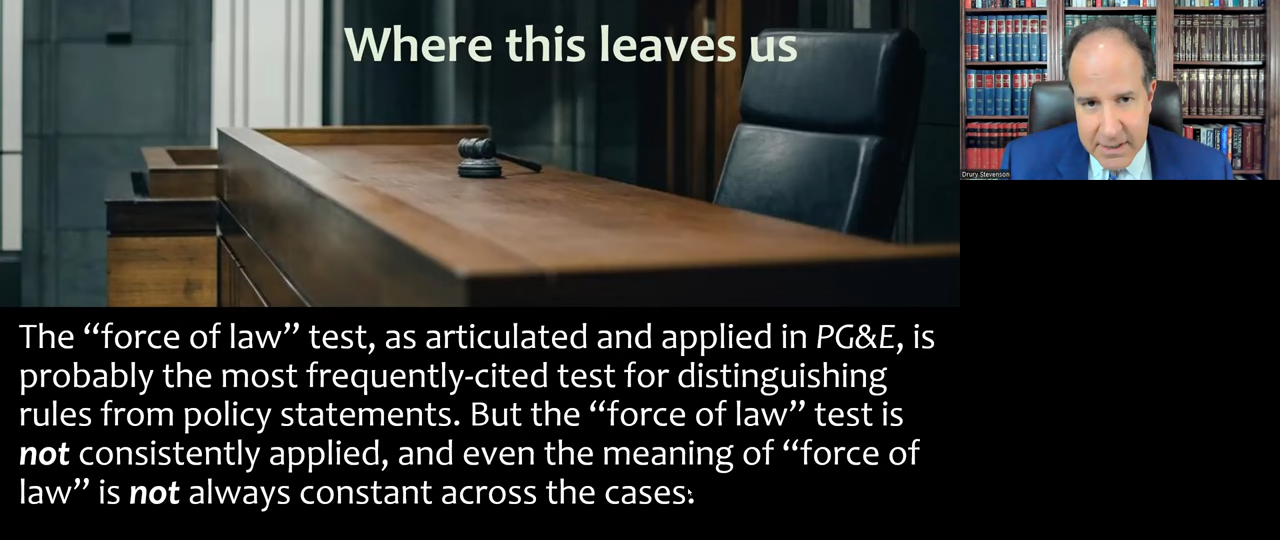 Where this leaves us
Drury Stevenson
The “force of law” test, as articulated and applied in PG&E, is
probably the most frequently-cited test for distinguishing
rules from policy statements. But the “force of law” test is
not consistently applied, and even the meaning of “force of
law” is not always constant across the cases.